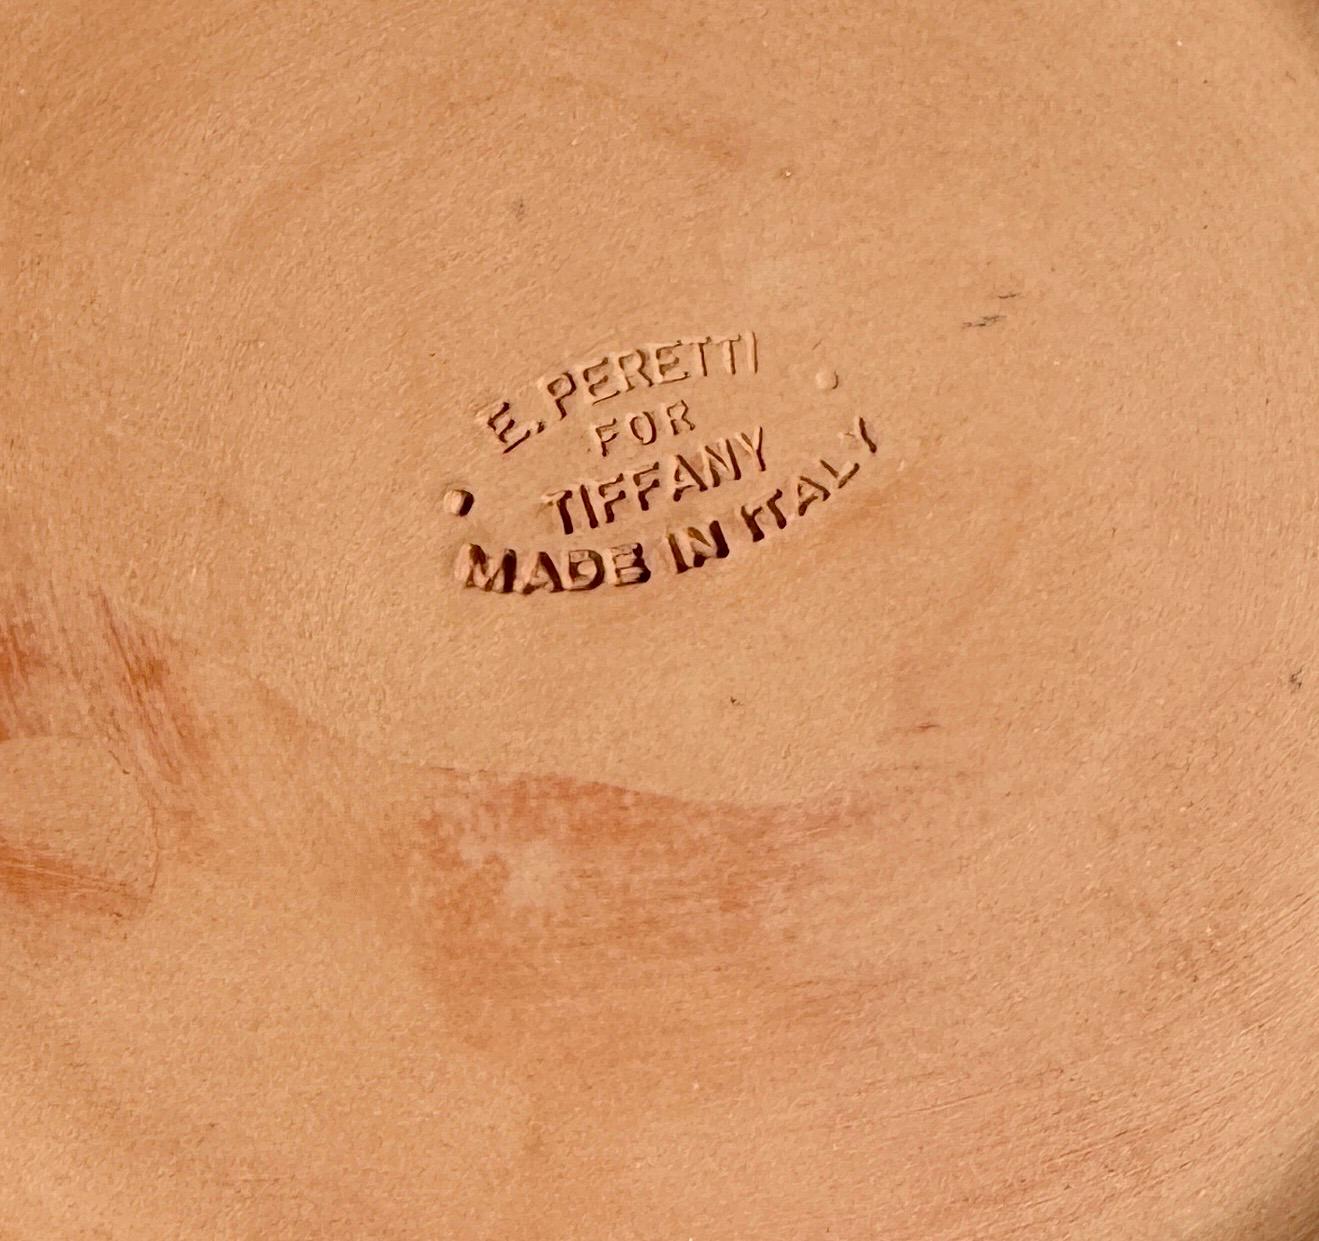 E. PERETTI
FOR
TIFFANY
MADE IN ITALY